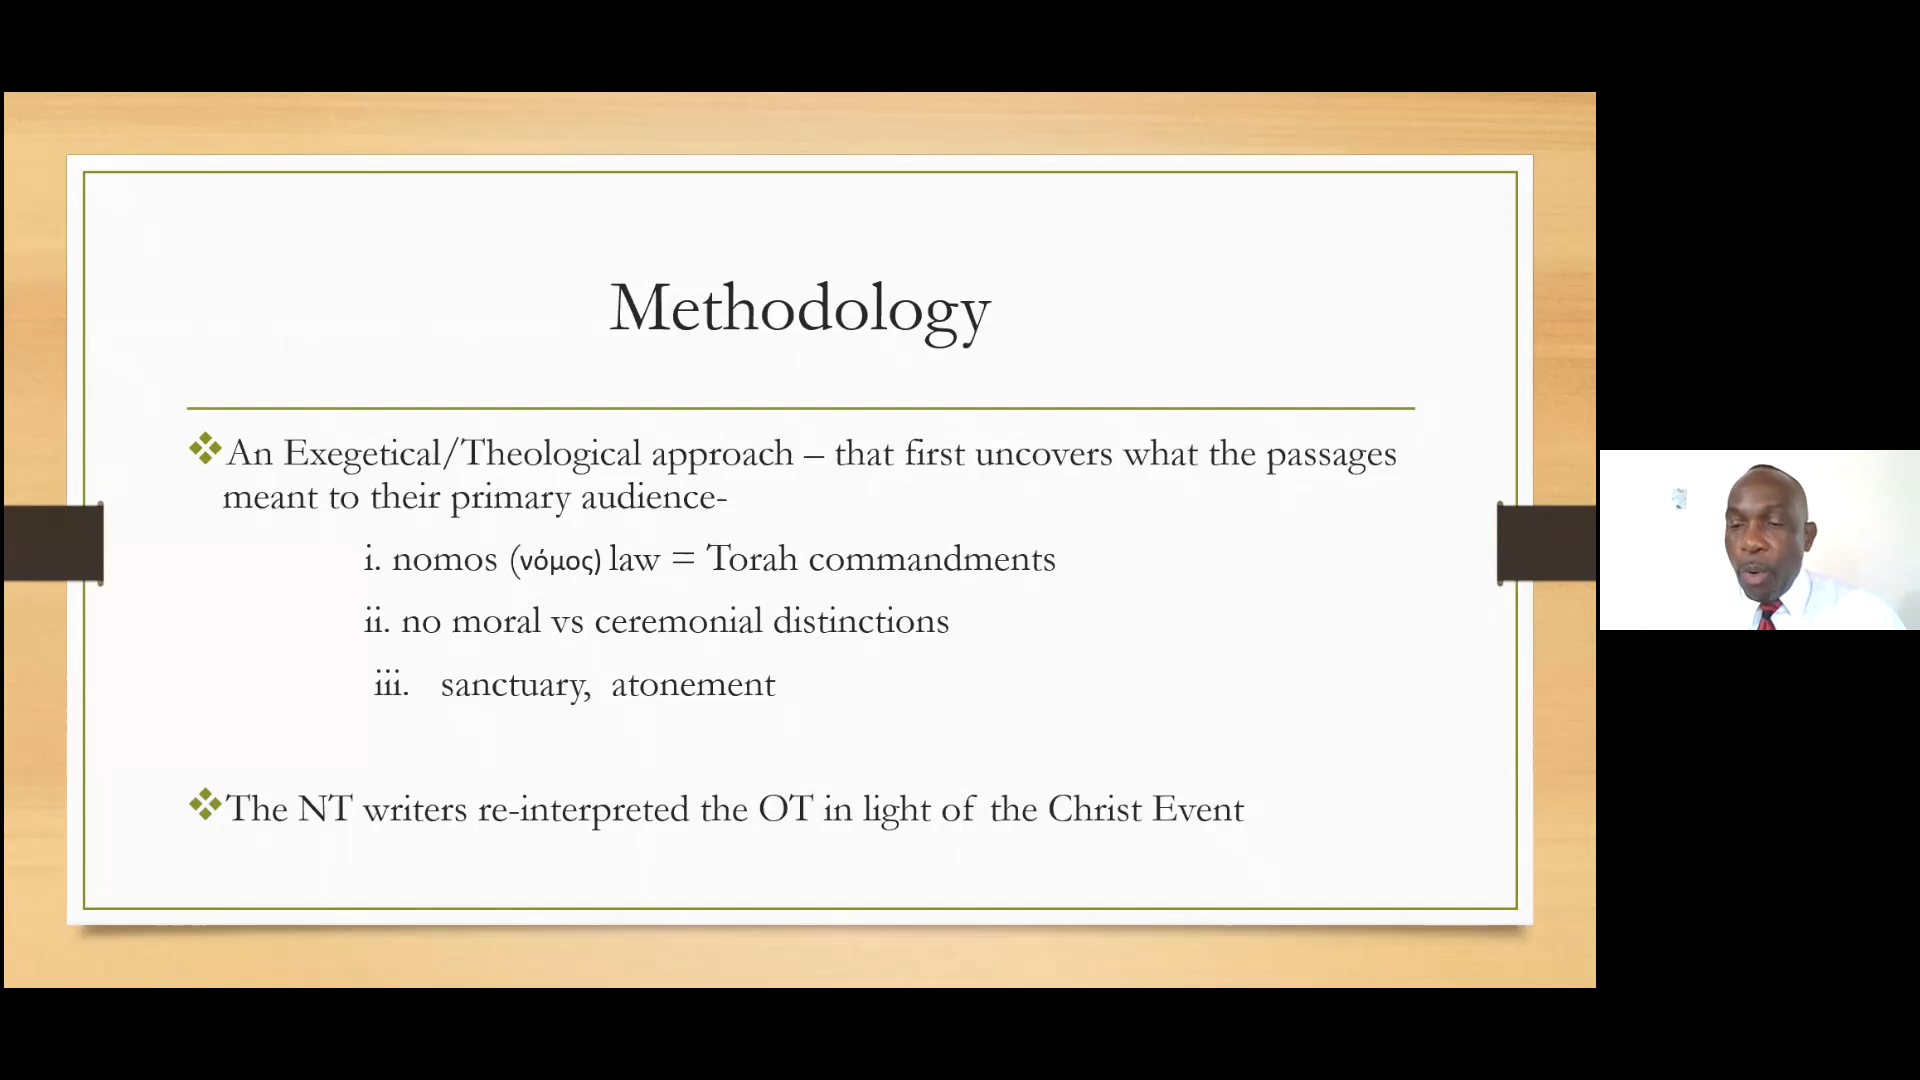 Methodology
An Exegetical/Theological approach – that first uncovers what the passages
meant to their primary audience-
i. nomos (νόμος) law = Torah commandments
ii. no moral vs ceremonial distinctions
iii. sanctuary, atonement
The NT writers re-interpreted the OT in light of the Christ Event